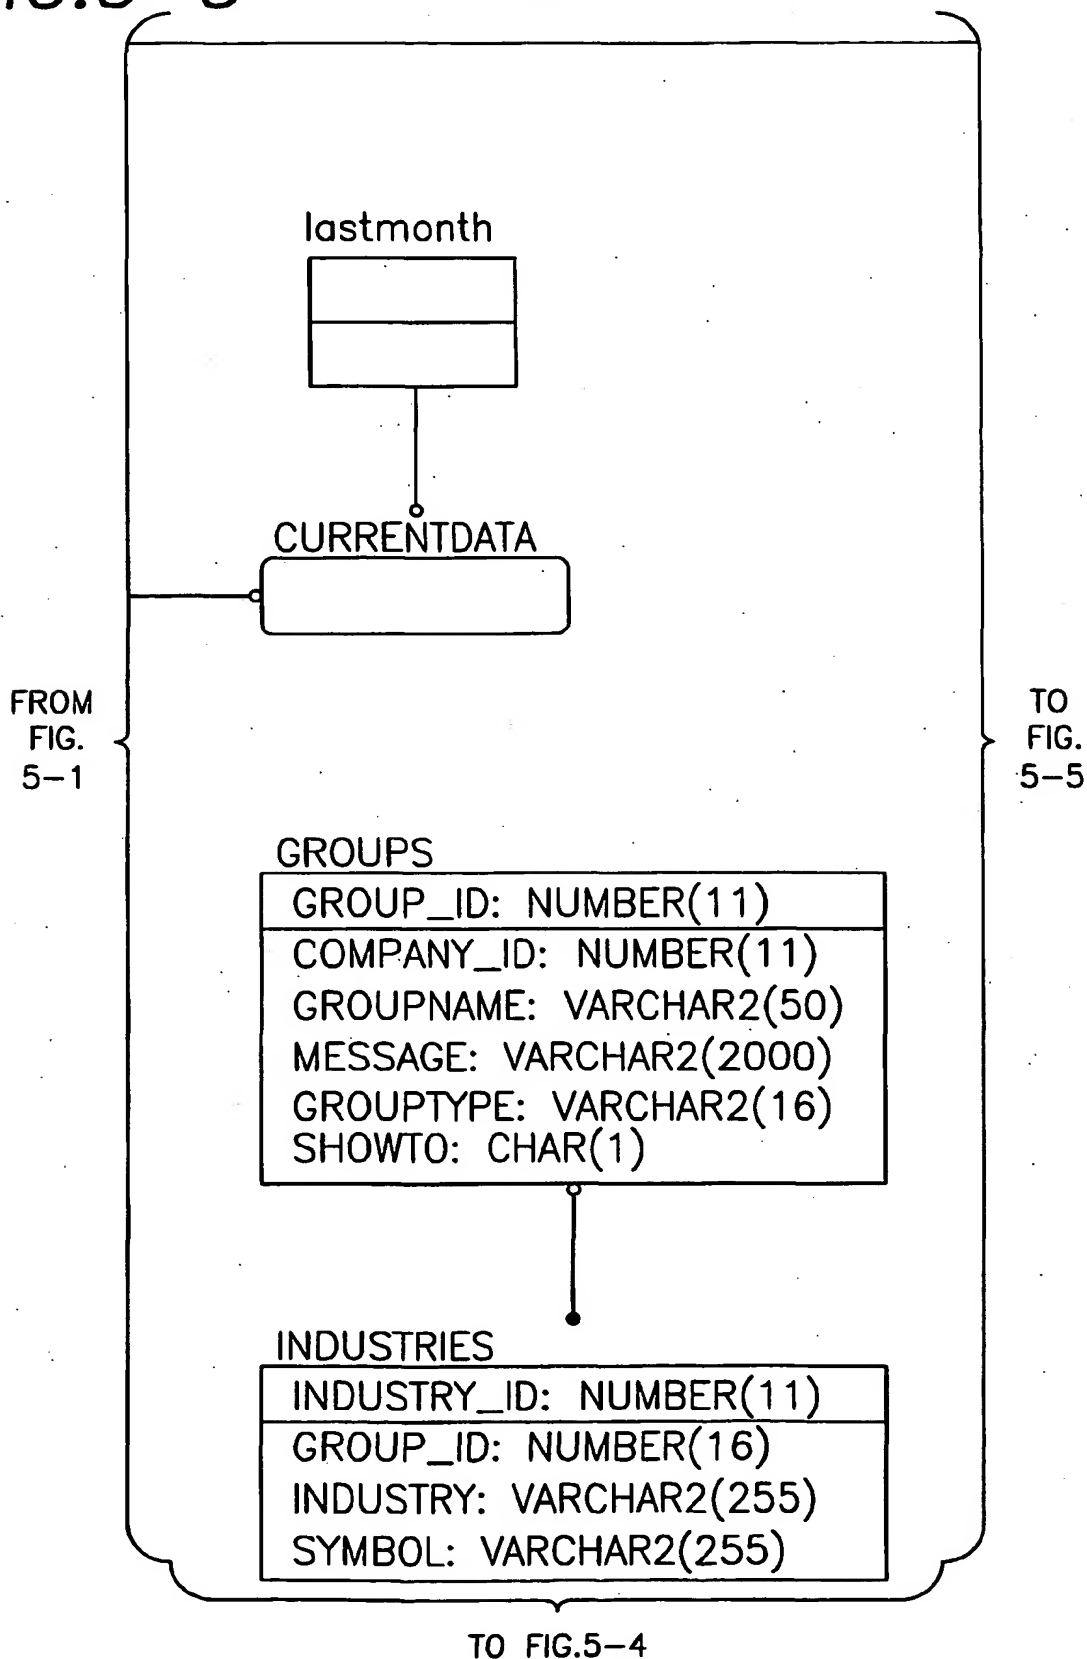 lastmonth
CURRENTDATA
FROM
FIG.
5-1
TO
FIG.
5-5
GROUPS
GROUP_ID: NUMBER(11)
COMPANY_ID: NUMBER(11)
GROUPNAME: VARCHAR2(50)
MESSAGE: VARCHAR2(2000)
GROUPTYPE: VARCHAR2(16)
SHOWTO: CHAR(1)
INDUSTRIES
INDUSTRY_ID: NUMBER(11)
GROUP_ID: NUMBER(16)
INDUSTRY: VARCHAR2(255)
SYMBOL: VARCHAR2(255)
TO FIG.5-4